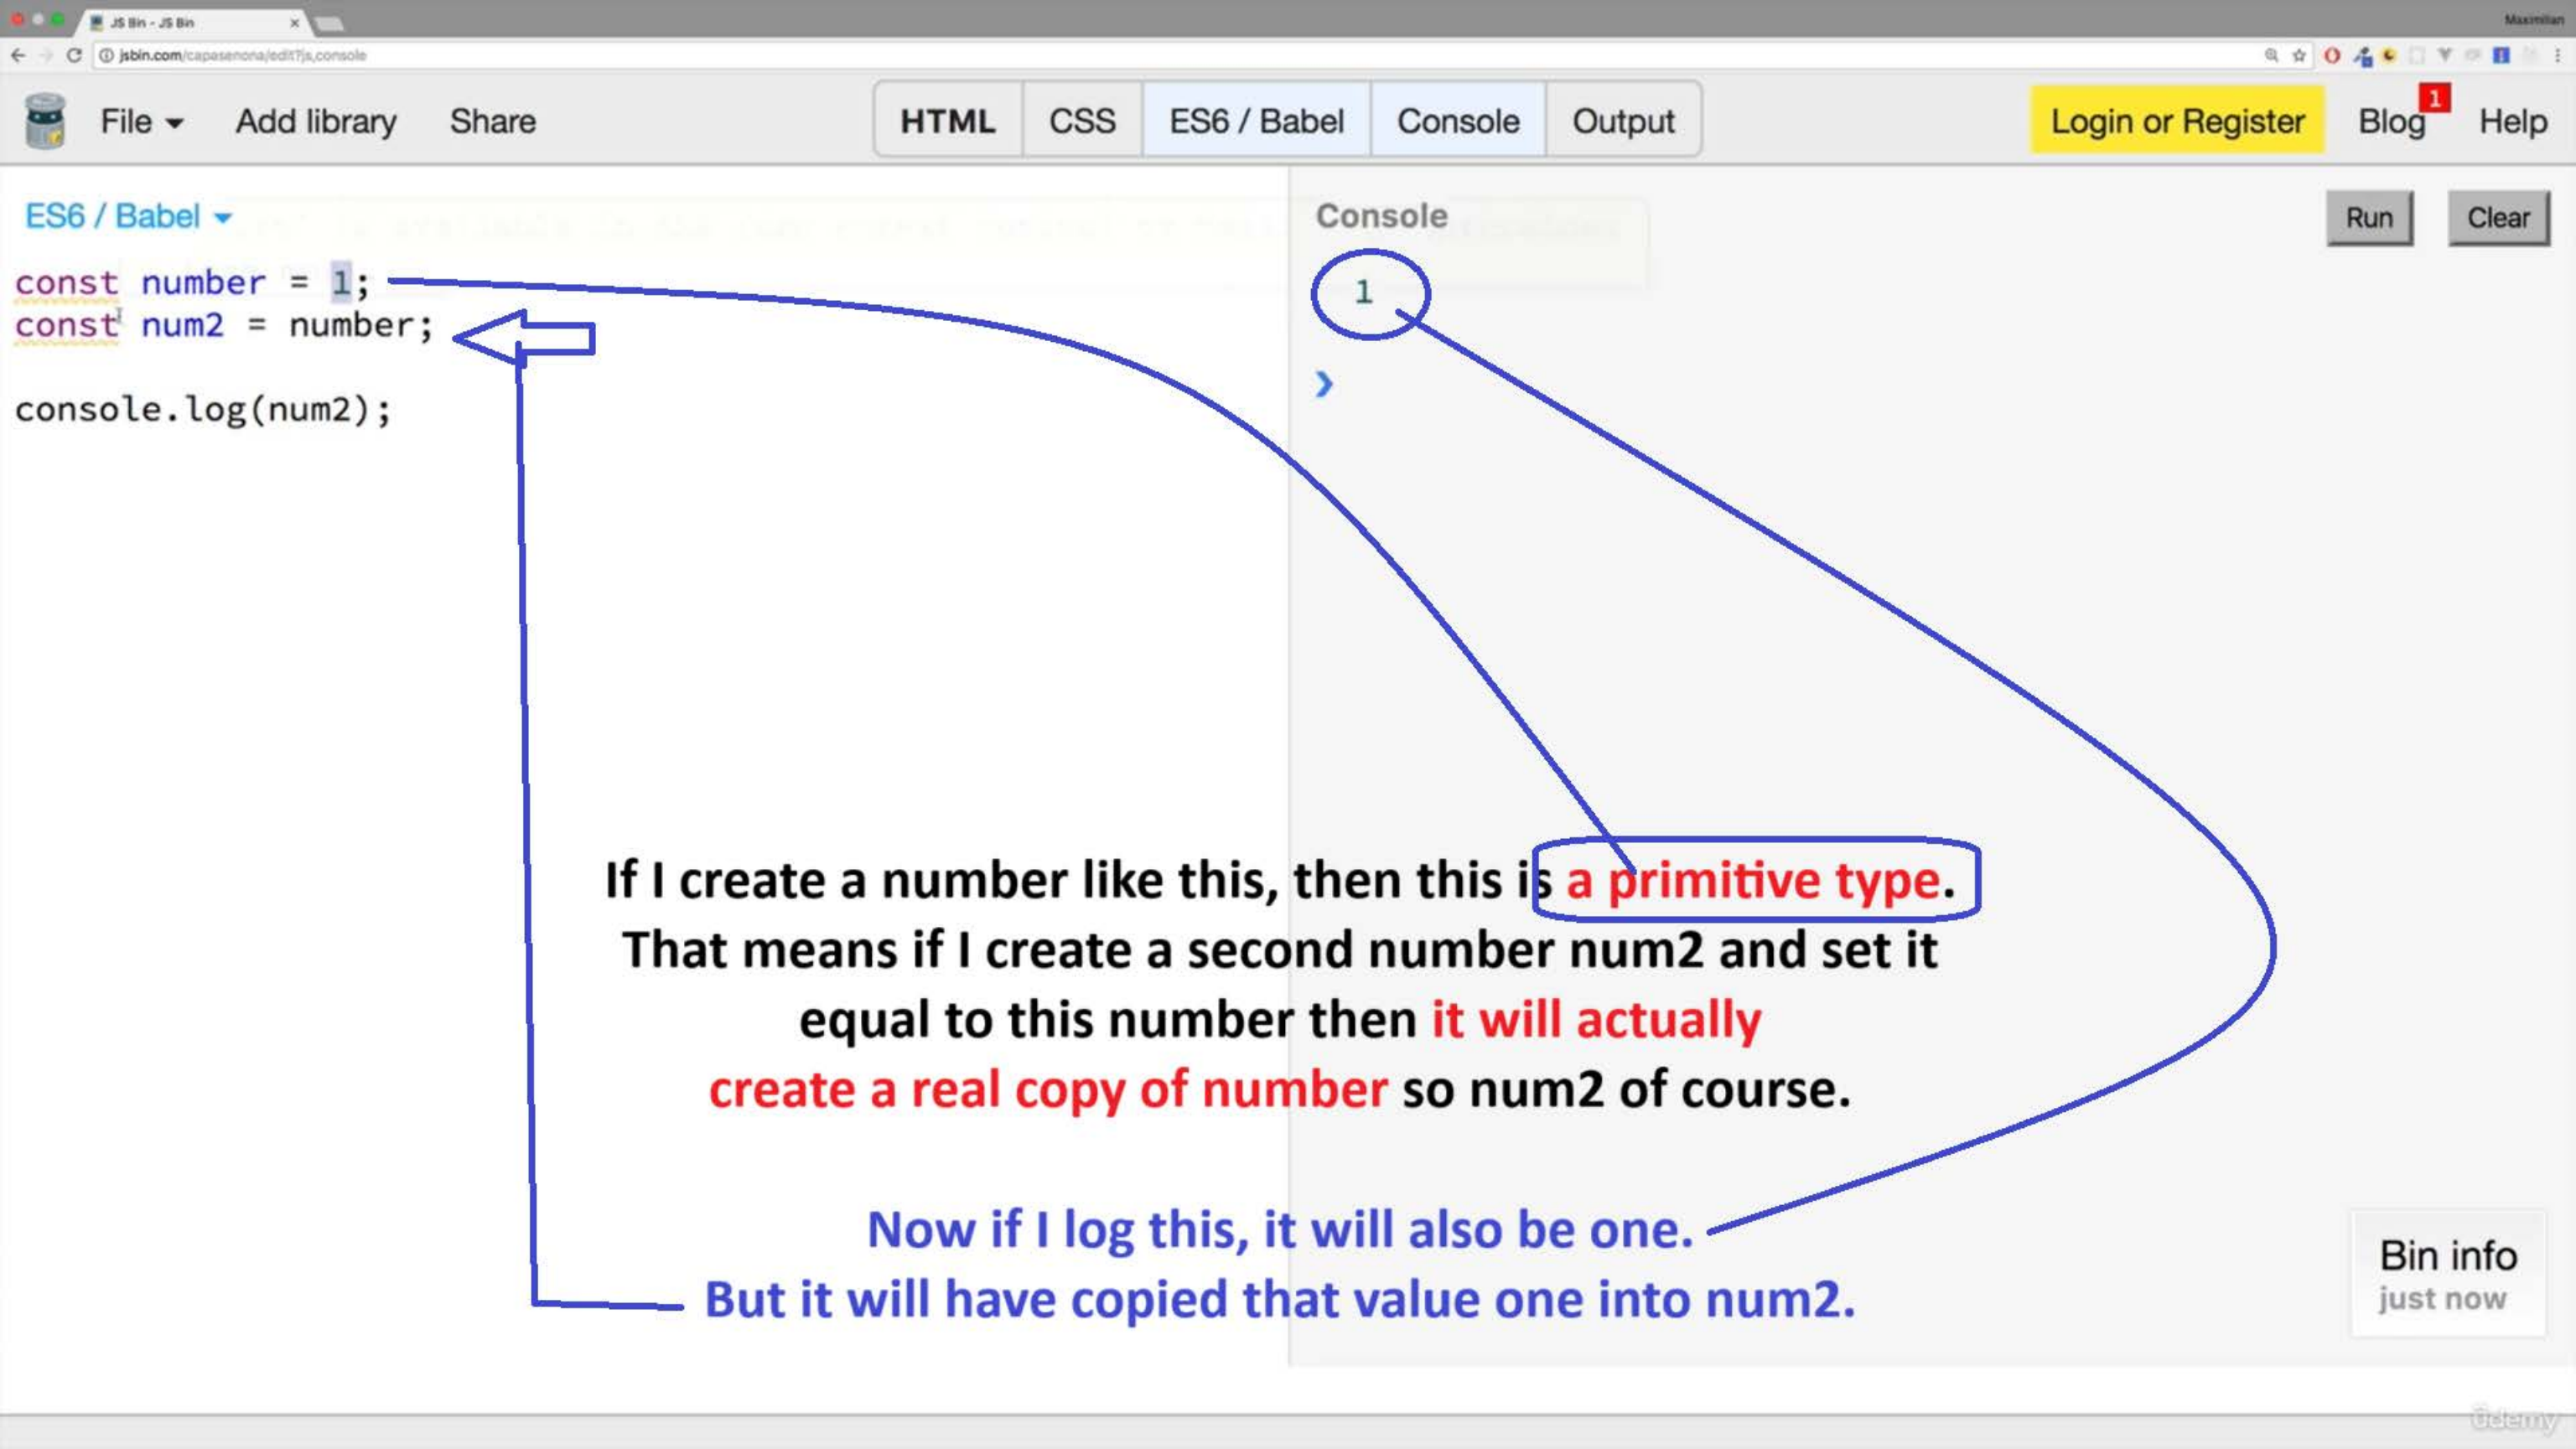 JS Bin - JS Bin
Maximilian
jsbin.com/capasenona/edit?js,console
File Add library Share HTML CSS ES6 / Babel Console Output Login or Register Blog 1 Help
ES6 / Babel
Console
Run Clear
const number = 1;
const num2 = number;
console.log(num2);
1
If I create a number like this, then this is a primitive type.
That means if I create a second number num2 and set it
equal to this number then it will actually
create a real copy of number so num2 of course.
Now if I log this, it will also be one.
But it will have copied that value one into num2.
Bin info
just now
ûdemy